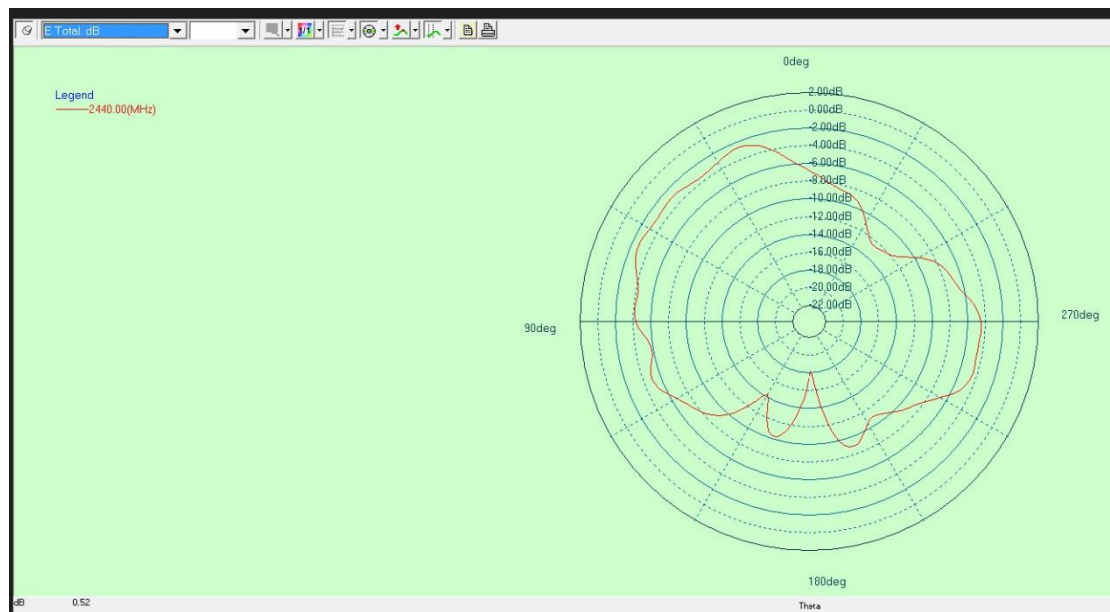 E Total. dB
0deg
Legend
2440.00(MHz)
2.00dB
0.00dB
-2.00dB
-4.00dB
-6.00dB
-8.00dB
-10.00dB
-12.00dB
-14.00dB
-16.00dB
-18.00dB
-20.00dB
-22.00dB
90deg
270deg
180deg
dB 0.52 Theta